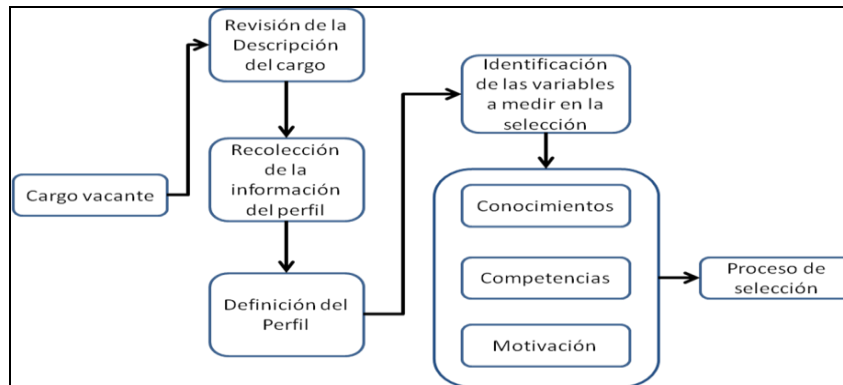 Cargo vacante
Revisión de la
Descripción
del cargo
Recolección
de la
información
del perfil
Definición del
Perfil
Identificación
de las variables
a medir en la
selección
Conocimientos
Competencias
Motivación
Proceso de
selección